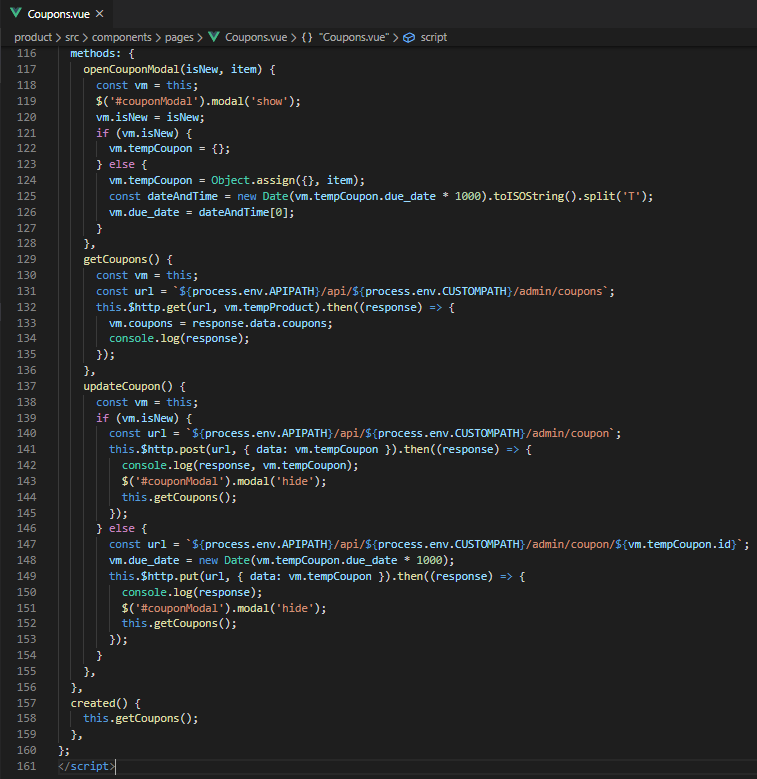 Coupons.vue ×
product > src > components > pages > Coupons.vue > {} "Coupons.vue" > script
116 methods: {
117 openCouponModal(isNew, item) {
118 const vm = this;
119 $('#couponModal').modal('show');
120 vm.isNew = isNew;
121 if (vm.isNew) {
122 vm.tempCoupon = {};
123 } else {
124 vm.tempCoupon = Object.assign({}, item);
125 const dateAndTime = new Date(vm.tempCoupon.due_date * 1000).toISOString().split('T');
126 vm.due_date = dateAndTime[0];
127 }
128 },
129 getCoupons() {
130 const vm = this;
131 const url = `${process.env.APIPATH}/api/${process.env.CUSTOMPATH}/admin/coupons`;
132 this.$http.get(url, vm.tempProduct).then((response) => {
133 vm.coupons = response.data.coupons;
134 console.log(response);
135 });
136 },
137 updateCoupon() {
138 const vm = this;
139 if (vm.isNew) {
140 const url = `${process.env.APIPATH}/api/${process.env.CUSTOMPATH}/admin/coupon`;
141 this.$http.post(url, { data: vm.tempCoupon }).then((response) => {
142 console.log(response, vm.tempCoupon);
143 $('#couponModal').modal('hide');
144 this.getCoupons();
145 });
146 } else {
147 const url = `${process.env.APIPATH}/api/${process.env.CUSTOMPATH}/admin/coupon/${vm.tempCoupon.id}`;
148 vm.due_date = new Date(vm.tempCoupon.due_date * 1000);
149 this.$http.put(url, { data: vm.tempCoupon }).then((response) => {
150 console.log(response);
151 $('#couponModal').modal('hide');
152 this.getCoupons();
153 });
154 }
155 },
156 },
157 created() {
158 this.getCoupons();
159 },
160 };
161 </script>